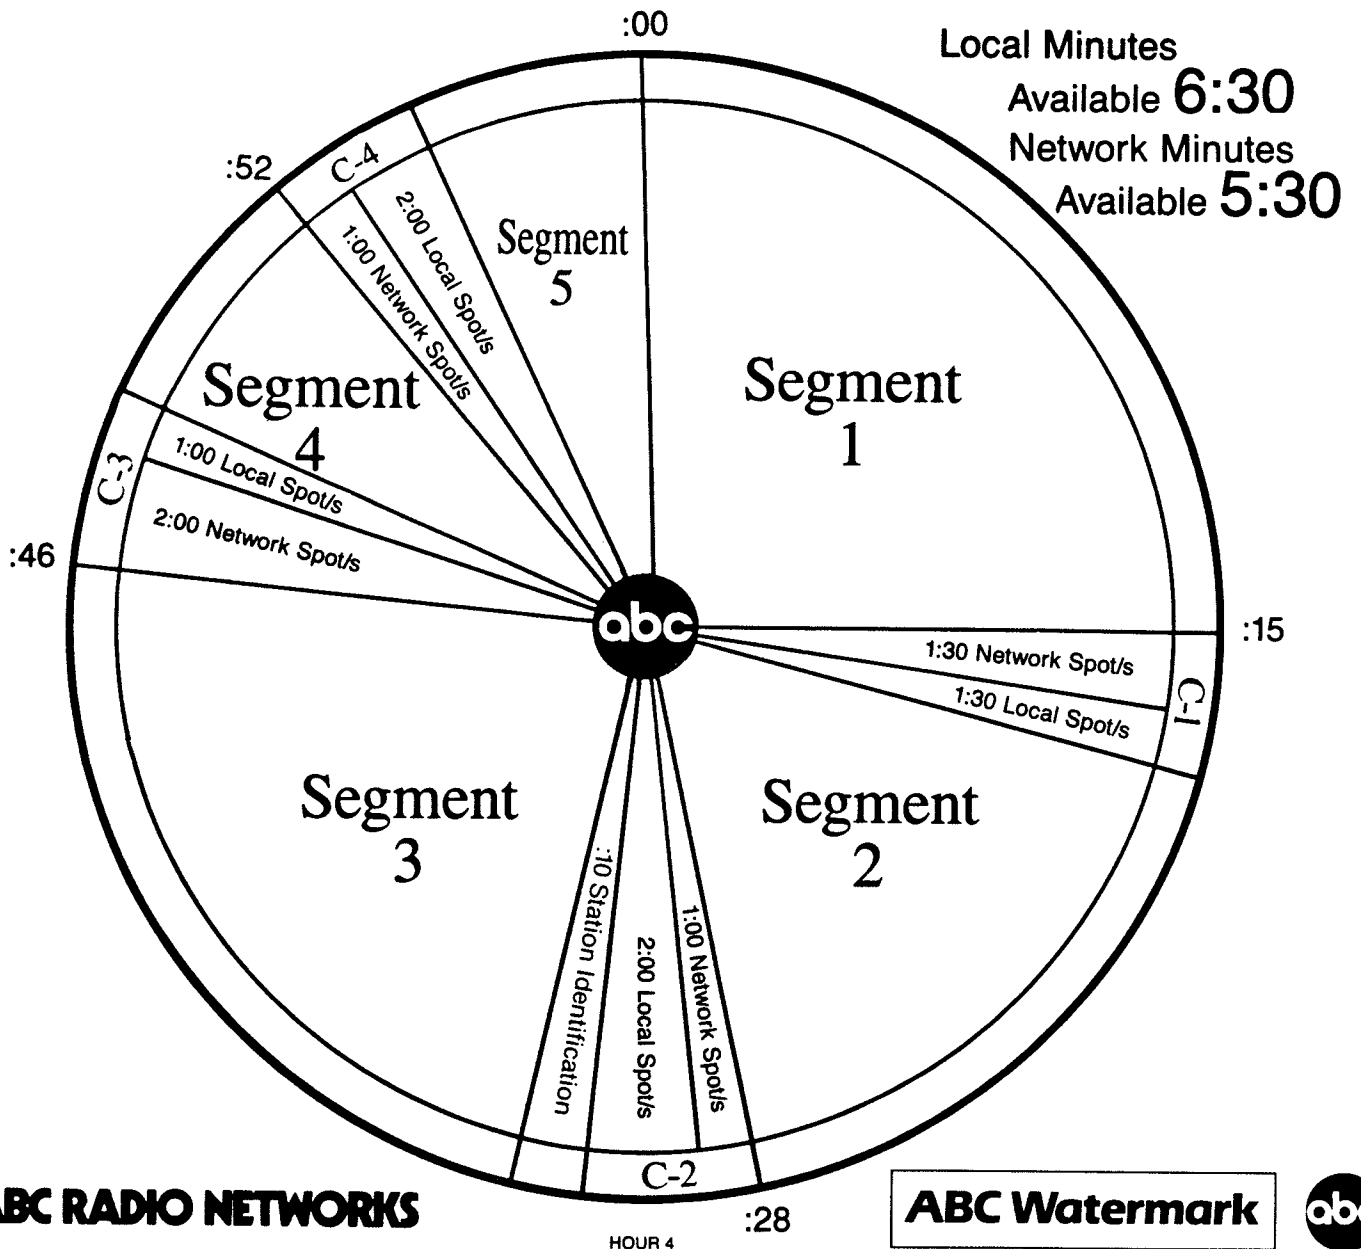 :00
Local Minutes
Available 6:30
Network Minutes
Available 5:30
:52
C-4
2:00 Local Spot/s
1:00 Network Spot/s
Segment
5
Segment
1
Segment
4
C-3
1:00 Local Spot/s
2:00 Network Spot/s
:46
abc
:15
1:30 Network Spot/s
1:30 Local Spot/s
C-1
Segment
3
Segment
2
:10 Station Identification
2:00 Local Spot/s
1:00 Network Spot/s
C-2
:28
ABC RADIO NETWORKS
HOUR 4
ABC Watermark
abc